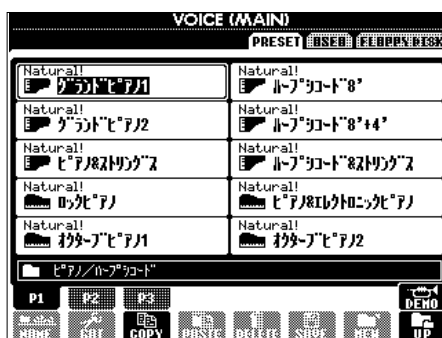 VOICE (MAIN)
PRESET USER FLOPPY DISK
Natural!
グランドピアノ1
Natural!
ハープシコード8'
Natural!
グランドピアノ2
Natural!
ハープシコード8'+4'
Natural!
ピアノ&ストリングス
Natural!
ハープシコード&ストリングス
Natural!
ロックピアノ
Natural!
ピアノ&エレクトロニックピアノ
Natural!
オクターブピアノ1
Natural!
オクターブピアノ2
ピアノ/ハープシコード
P1 P2 P3
DEMO
NAME CUT COPY PASTE DELETE SAVE NEW UP